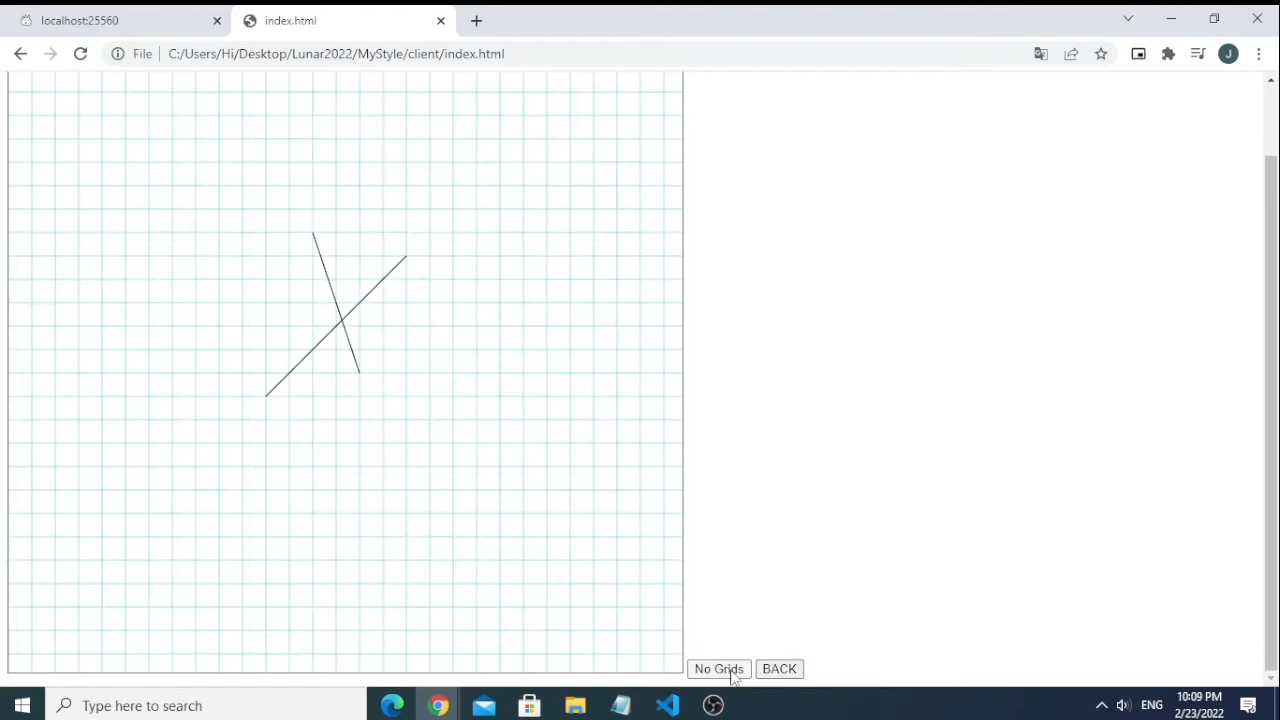 localhost:25560
index.html
File
C:/Users/Hi/Desktop/Lunar2022/MyStyle/client/index.html
J
No Grids
BACK
Type here to search
ENG
10:09 PM
2/23/2022